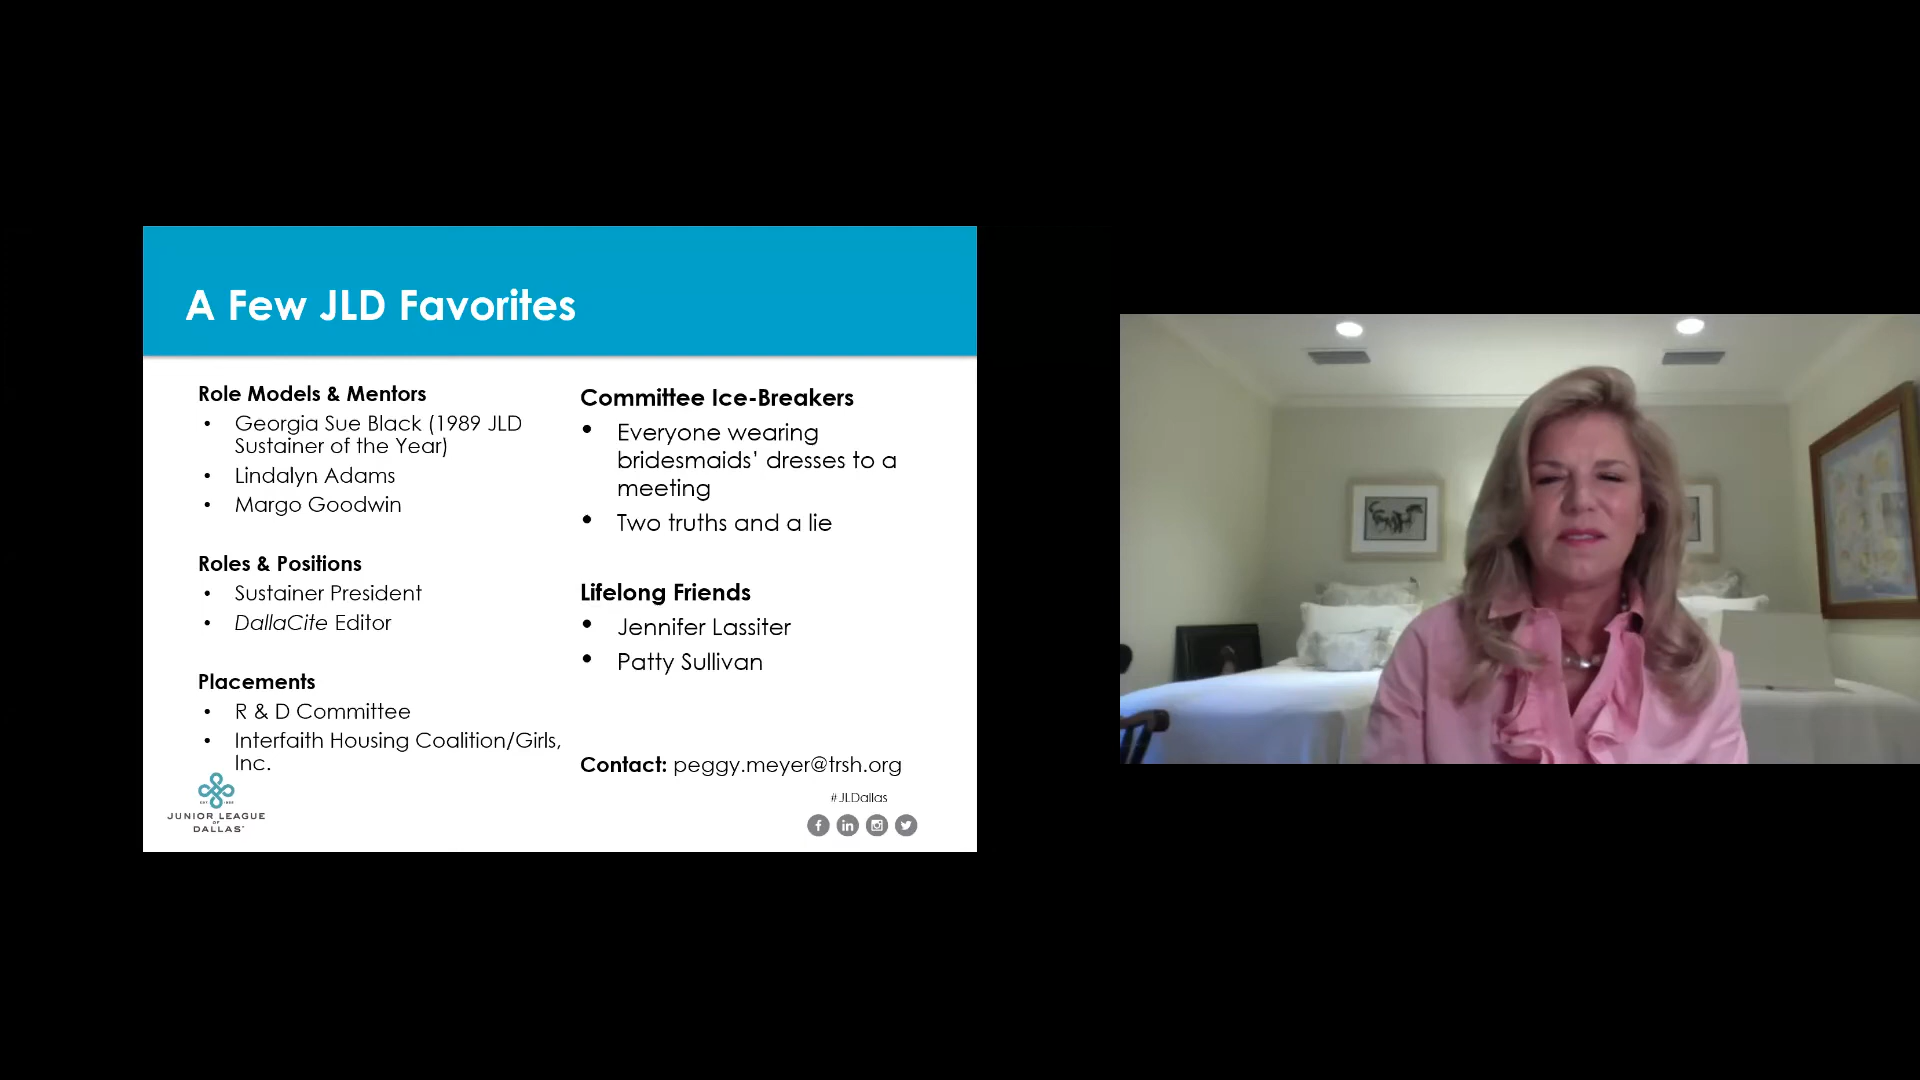 A Few JLD Favorites
Role Models & Mentors
• Georgia Sue Black (1989 JLD
Sustainer of the Year)
• Lindalyn Adams
• Margo Goodwin
Roles & Positions
• Sustainer President
• DallaCite Editor
Placements
• R & D Committee
• Interfaith Housing Coalition/Girls,
Inc.
Committee Ice-Breakers
• Everyone wearing
bridesmaids’ dresses to a
meeting
• Two truths and a lie
Lifelong Friends
• Jennifer Lassiter
• Patty Sullivan
Contact: peggy.meyer@trsh.org
#JLDallas
JUNIOR LEAGUE
OF
DALLAS